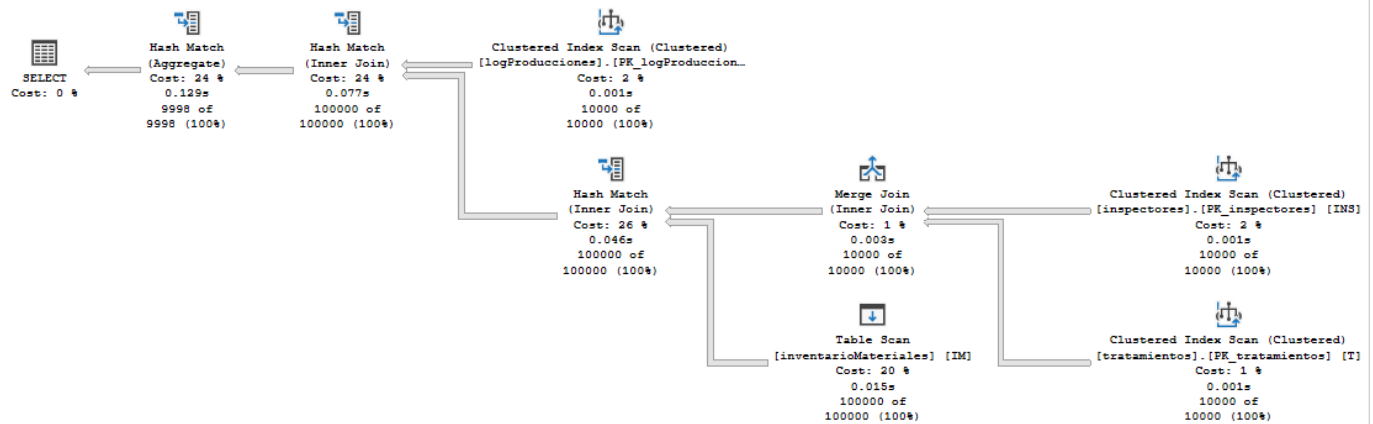 SELECT
Cost: 0 %
Hash Match
(Aggregate)
Cost: 24 %
0.129s
9998 of
9998 (100%)
Hash Match
(Inner Join)
Cost: 24 %
0.077s
100000 of
100000 (100%)
Clustered Index Scan (Clustered)
[logProducciones].[PK_logProduccion…
Cost: 2 %
0.001s
10000 of
10000 (100%)
Hash Match
(Inner Join)
Cost: 26 %
0.046s
100000 of
100000 (100%)
Merge Join
(Inner Join)
Cost: 1 %
0.003s
10000 of
10000 (100%)
Clustered Index Scan (Clustered)
[inspectores].[PK_inspectores] [INS]
Cost: 2 %
0.001s
10000 of
10000 (100%)
Table Scan
[inventarioMateriales] [IM]
Cost: 20 %
0.015s
100000 of
100000 (100%)
Clustered Index Scan (Clustered)
[tratamientos].[PK_tratamientos] [T]
Cost: 1 %
0.001s
10000 of
10000 (100%)